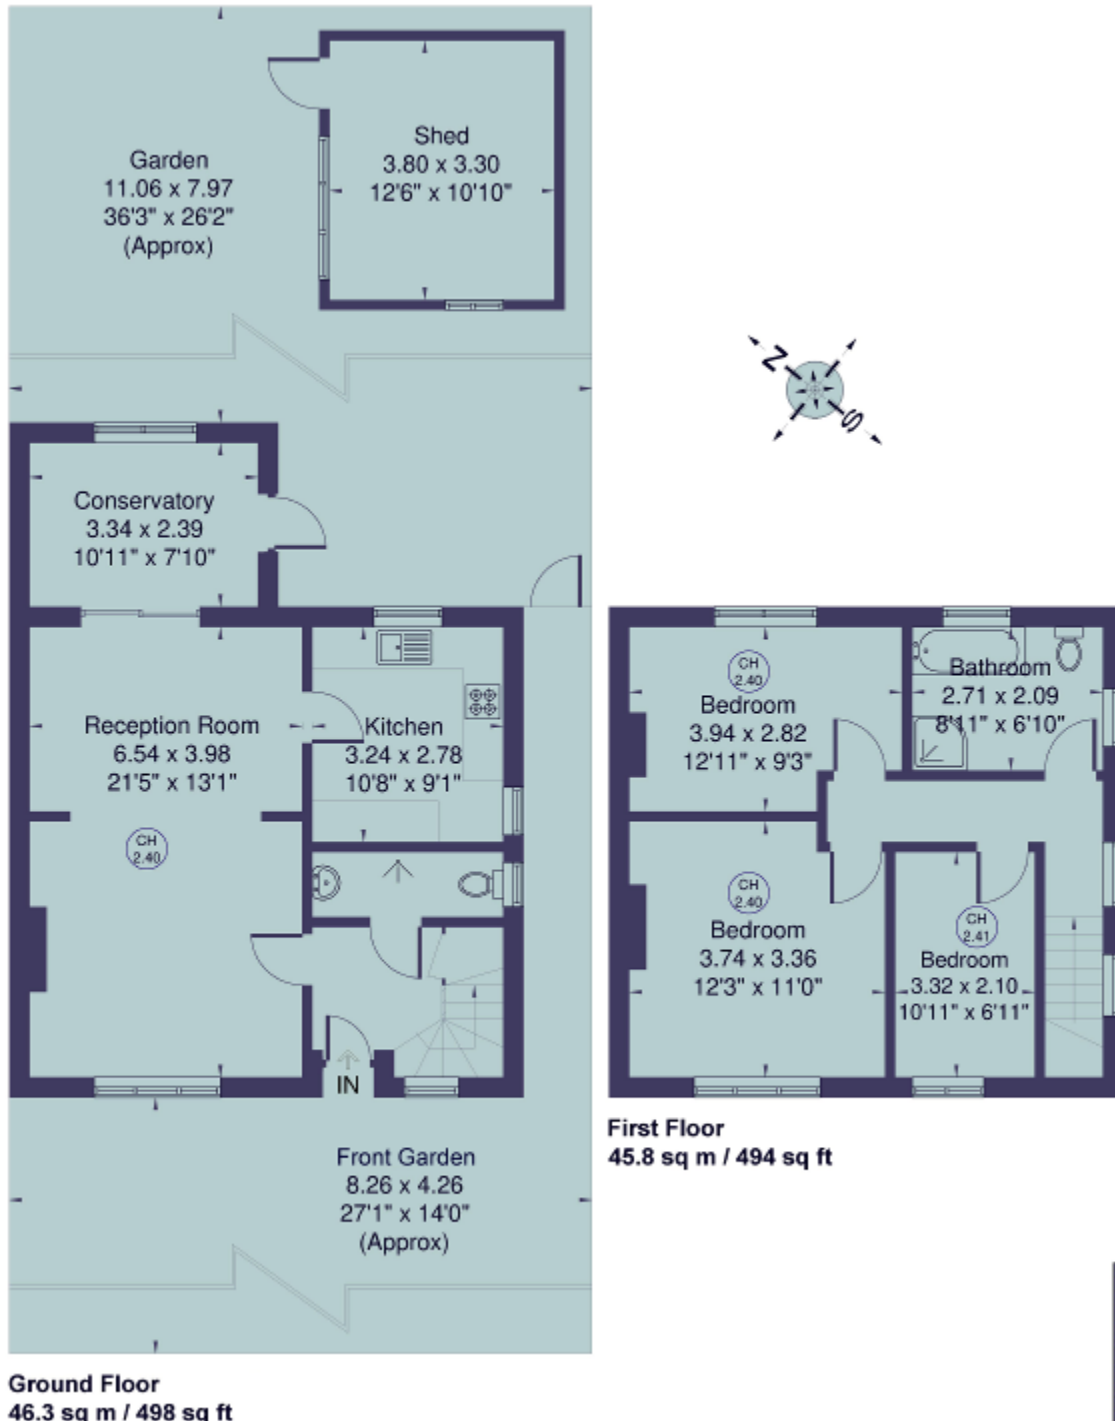 Garden
11.06 x 7.97
36'3" x 26'2"
(Approx)
Shed
3.80 x 3.30
12'6" x 10'10"
N
S
Conservatory
3.34 x 2.39
10'11" x 7'10"
Reception Room
6.54 x 3.98
21'5" x 13'1"
CH
2.40
Kitchen
3.24 x 2.78
10'8" x 9'1"
IN
CH
2.40
Bedroom
3.94 x 2.82
12'11" x 9'3"
Bathroom
2.71 x 2.09
8'11" x 6'10"
CH
2.40
Bedroom
3.74 x 3.36
12'3" x 11'0"
CH
2.41
Bedroom
3.32 x 2.10
10'11" x 6'11"
First Floor
45.8 sq m / 494 sq ft
Front Garden
8.26 x 4.26
27'1" x 14'0"
(Approx)
Ground Floor
46.3 sq m / 498 sq ft